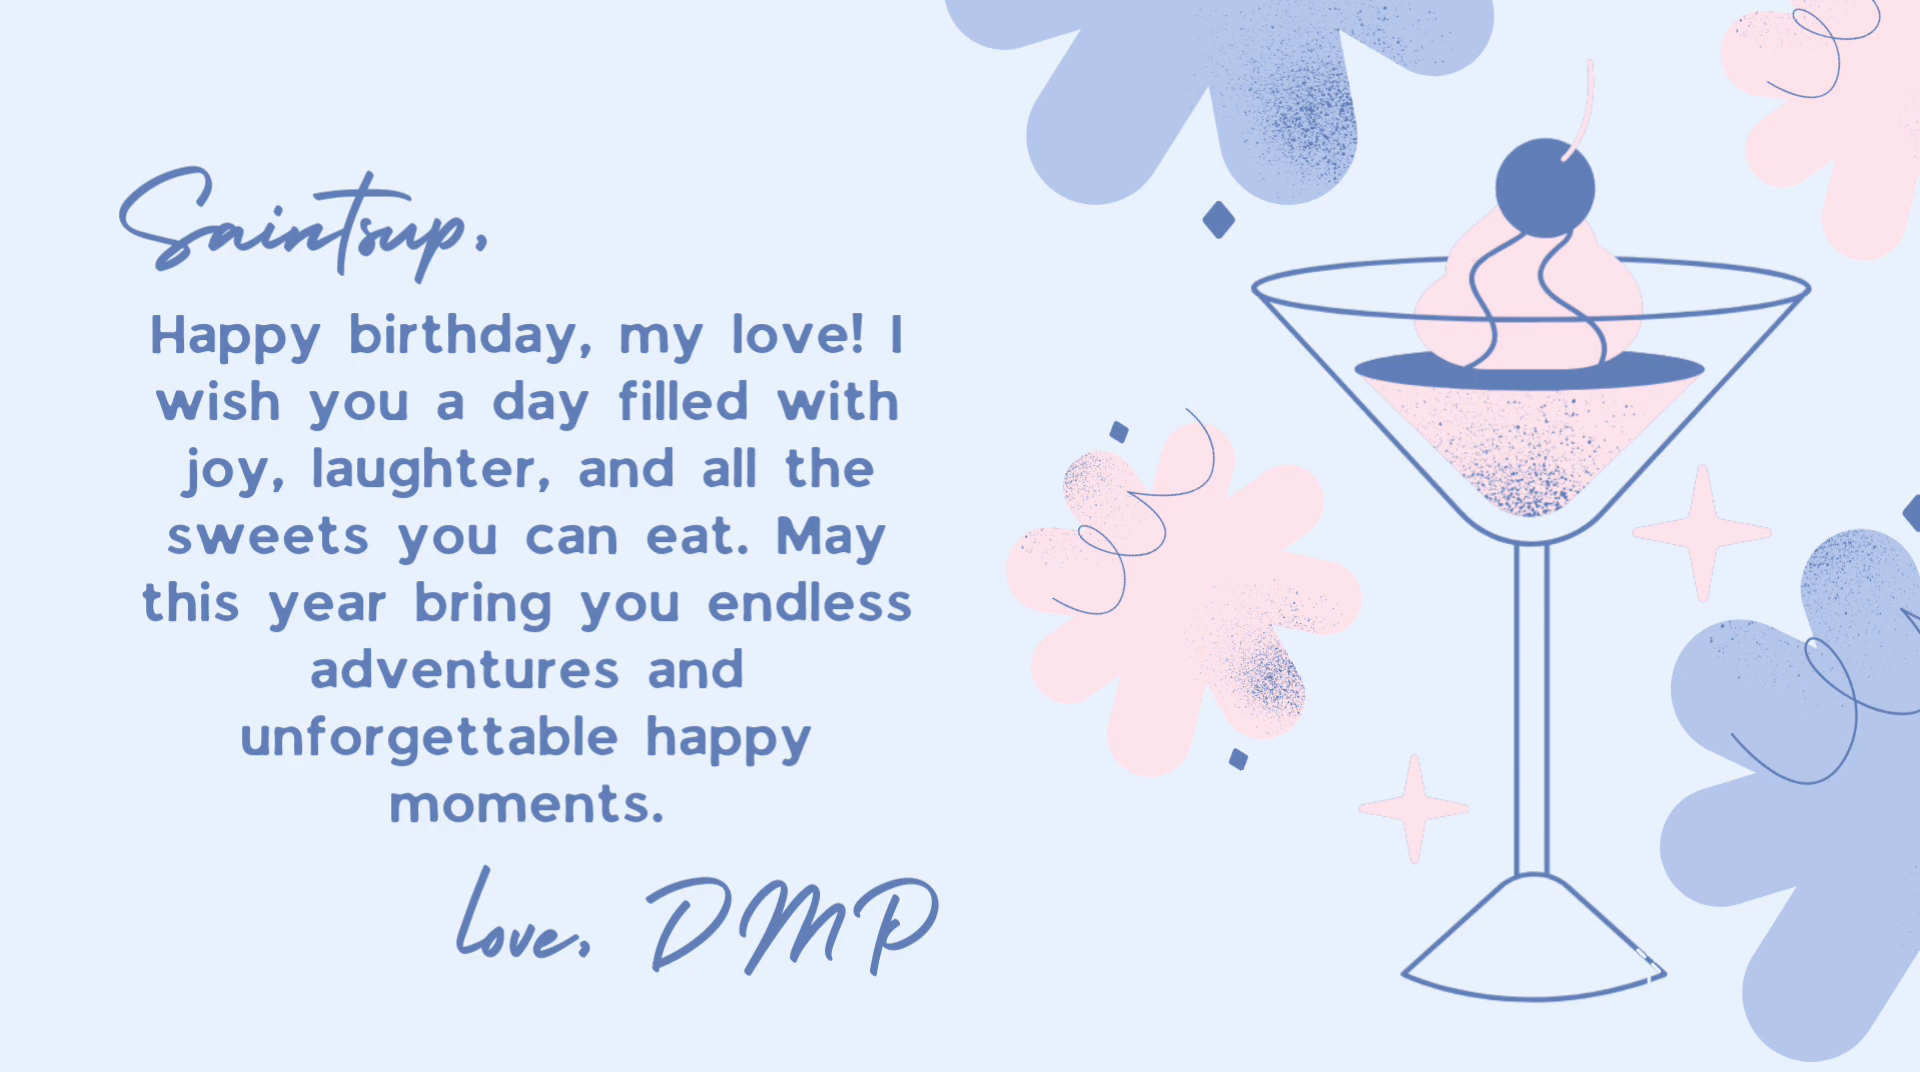 Saintsup,
Happy birthday, my love! I
wish you a day filled with
joy, laughter, and all the
sweets you can eat. May
this year bring you endless
adventures and
unforgettable happy
moments.
Love, DMP